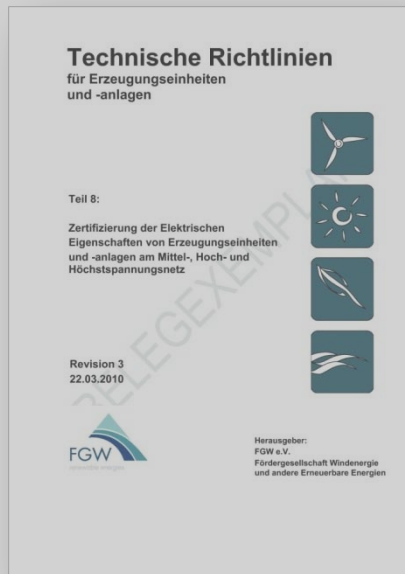 Technische Richtlinien
für Erzeugungseinheiten
und -anlagen
Teil 8:
Zertifizierung der Elektrischen
Eigenschaften von Erzeugungseinheiten
und -anlagen am Mittel-, Hoch- und
Höchstspannungsnetz
BELEGEXEMPLAR
Revision 3
22.03.2010
FGW
Herausgeber:
FGW e.V.
Fördergesellschaft Windenergie
und andere Erneuerbare Energien